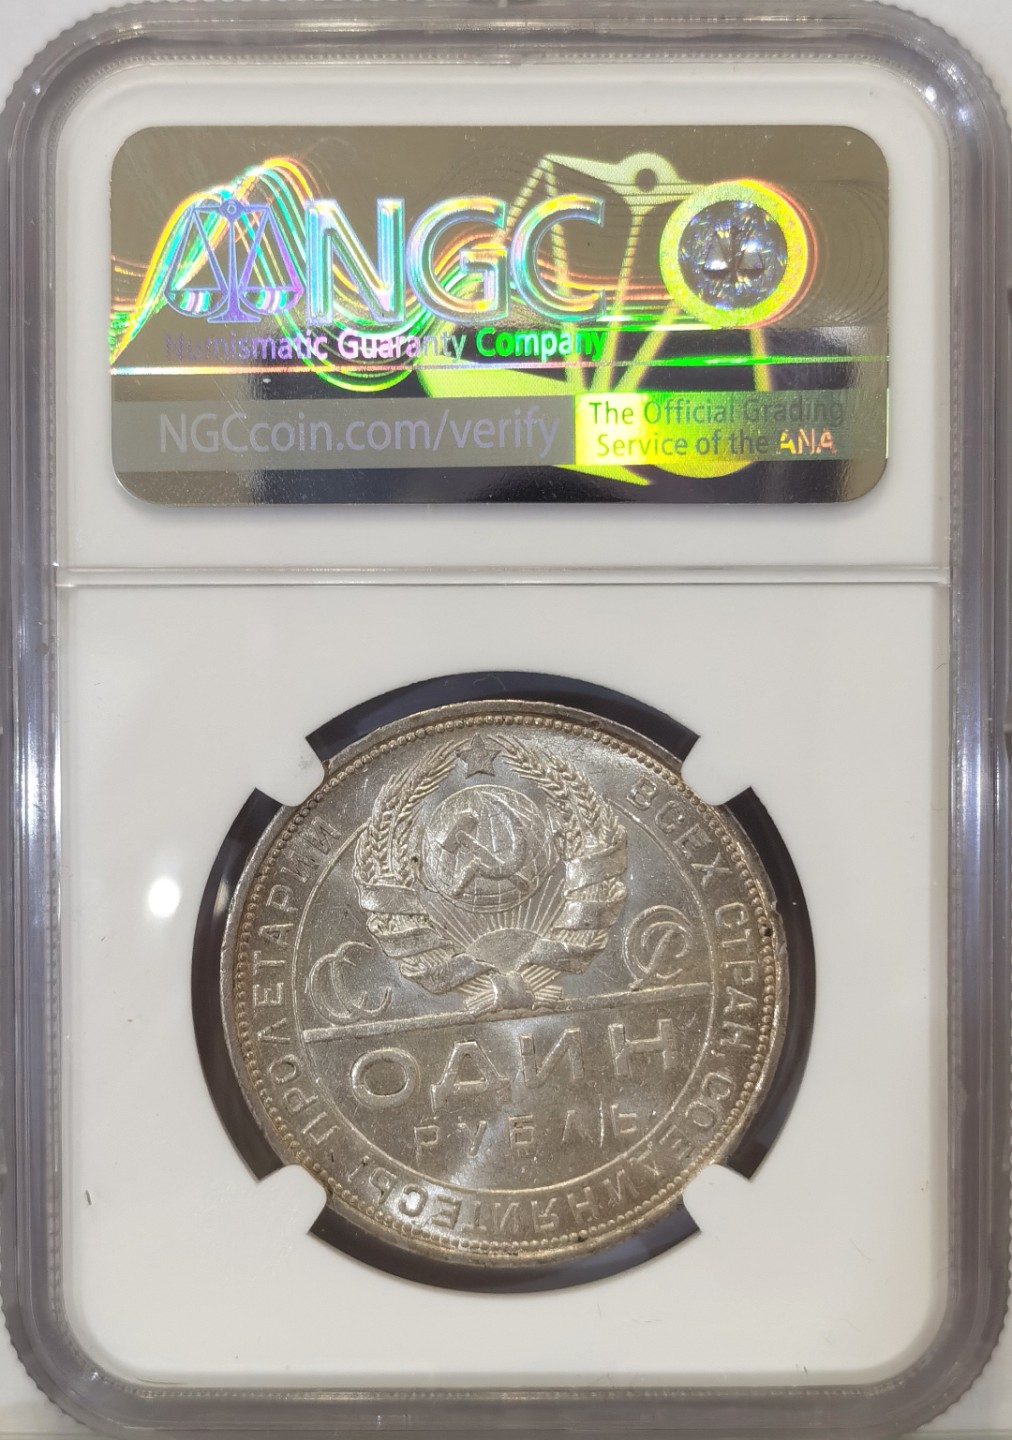 NGC
Numismatic Guaranty Company
NGCcoin.com/verify
The Official Grading
Service of the ANA
ПРОЛЕТАРИИ ВСЕХ СТРАН, СОЕДИНЯЙТЕСЬ!
СССР
ОДИН
РУБЛЬ